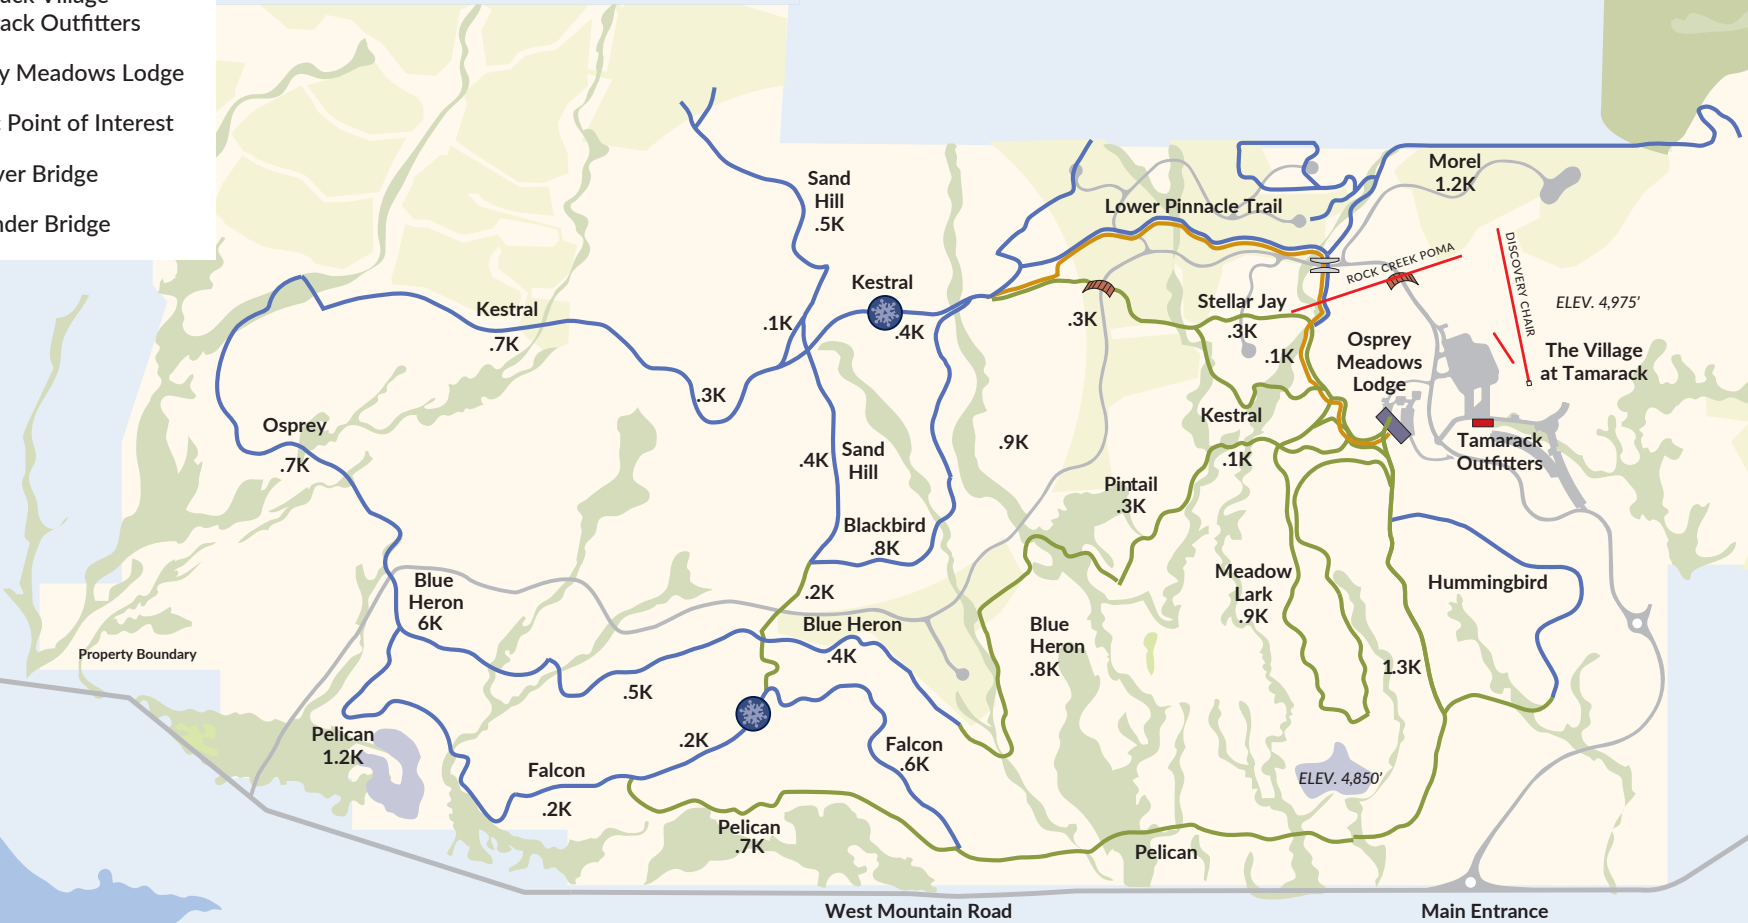 ack Outfitters
y Meadows Lodge
Point of Interest
er Bridge
nder Bridge
Sand
Hill
.5K
Morel
1.2K
Lower Pinnacle Trail
DISCOVERY CHAIR
ROCK CREEK POMA
ELEV. 4,975’
Kestral
.7K
Kestral
.4K
.1K
.3K
Stellar Jay
.3K
.1K
Osprey
Meadows
Lodge
The Village
at Tamarack
.3K
Kestral
.1K
Osprey
.7K
Sand
Hill
.4K
.9K
Tamarack
Outfitters
Pintail
.3K
Blackbird
.8K
Blue
Heron
6K
.2K
Blue Heron
.4K
Meadow
Lark
.9K
Hummingbird
Blue
Heron
.8K
Property Boundary
.5K
1.3K
Pelican
1.2K
.2K
Falcon
.6K
Falcon
.2K
ELEV. 4,850’
Pelican
.7K
Pelican
West Mountain Road
Main Entrance